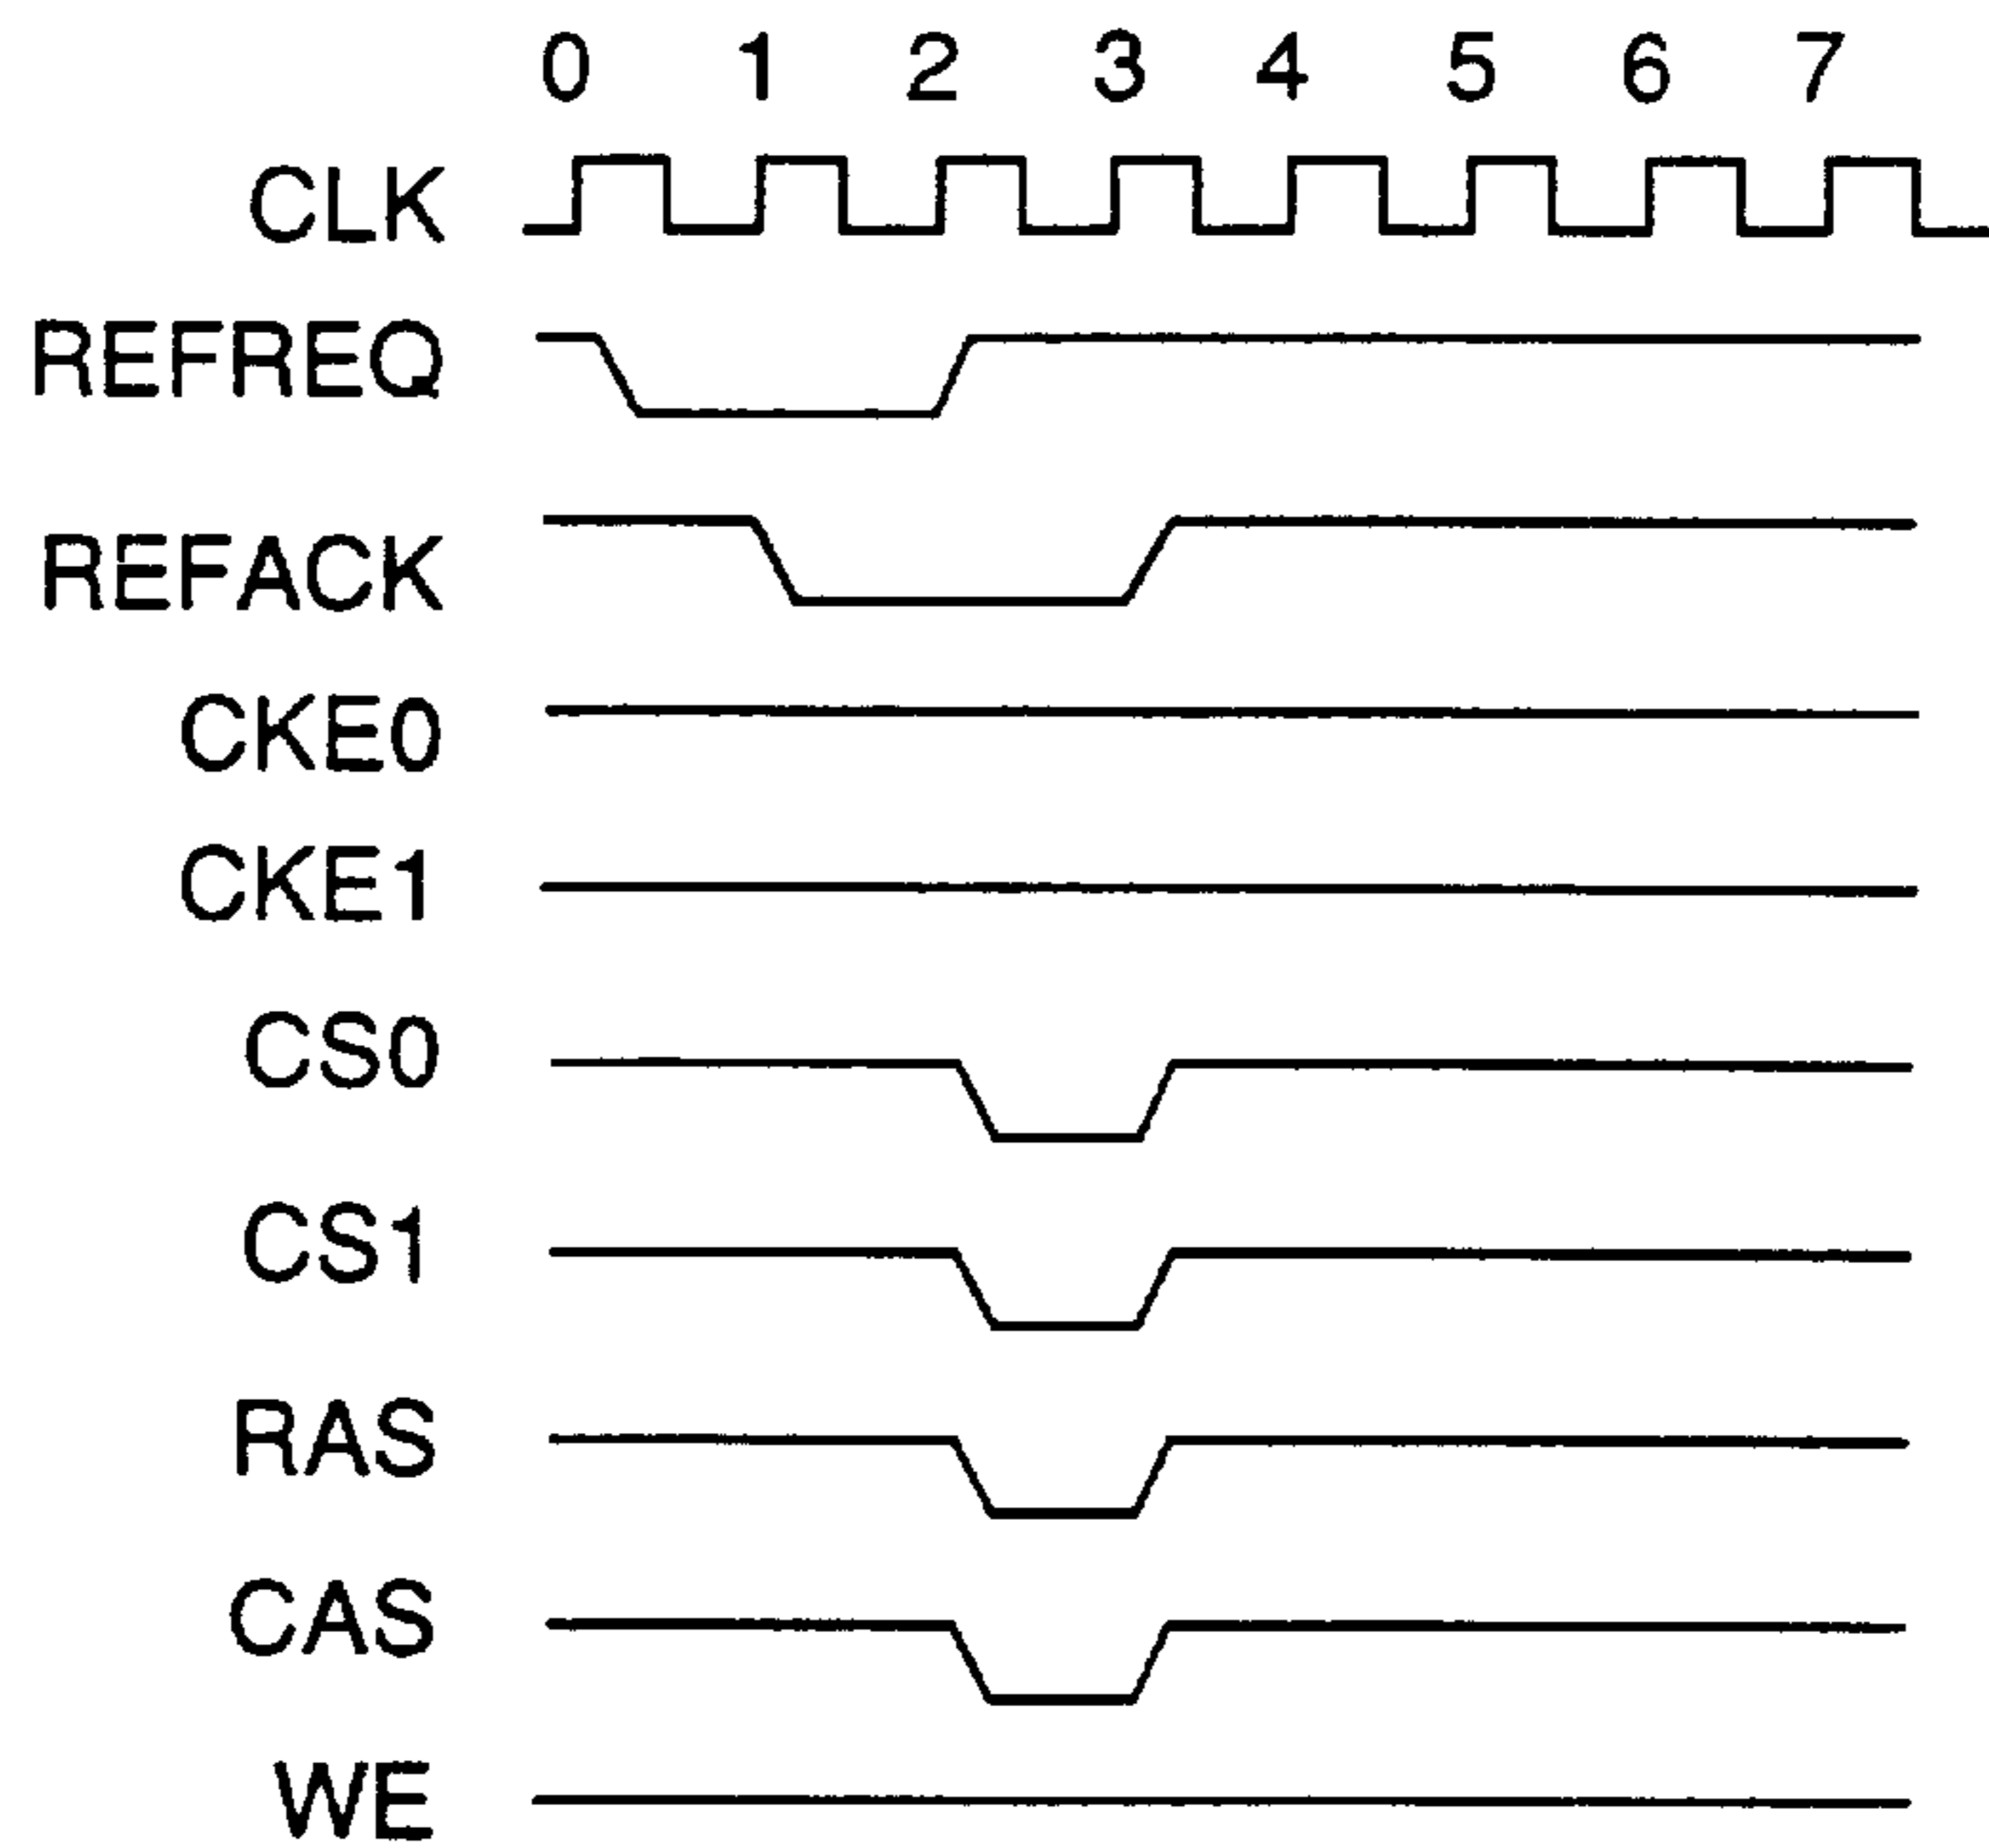 0 1 2 3 4 5 6 7
CLK
REFREQ
REFACK
CKE0
CKE1
CS0
CS1
RAS
CAS
WE